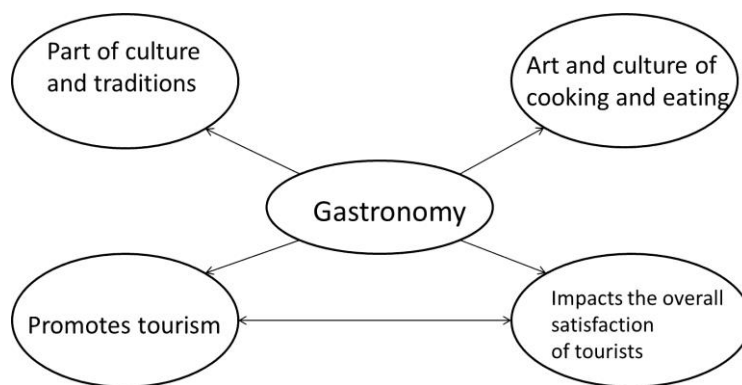 Part of culture
and traditions
Art and culture of
cooking and eating
Gastronomy
Promotes tourism
Impacts the overall
satisfaction
of tourists